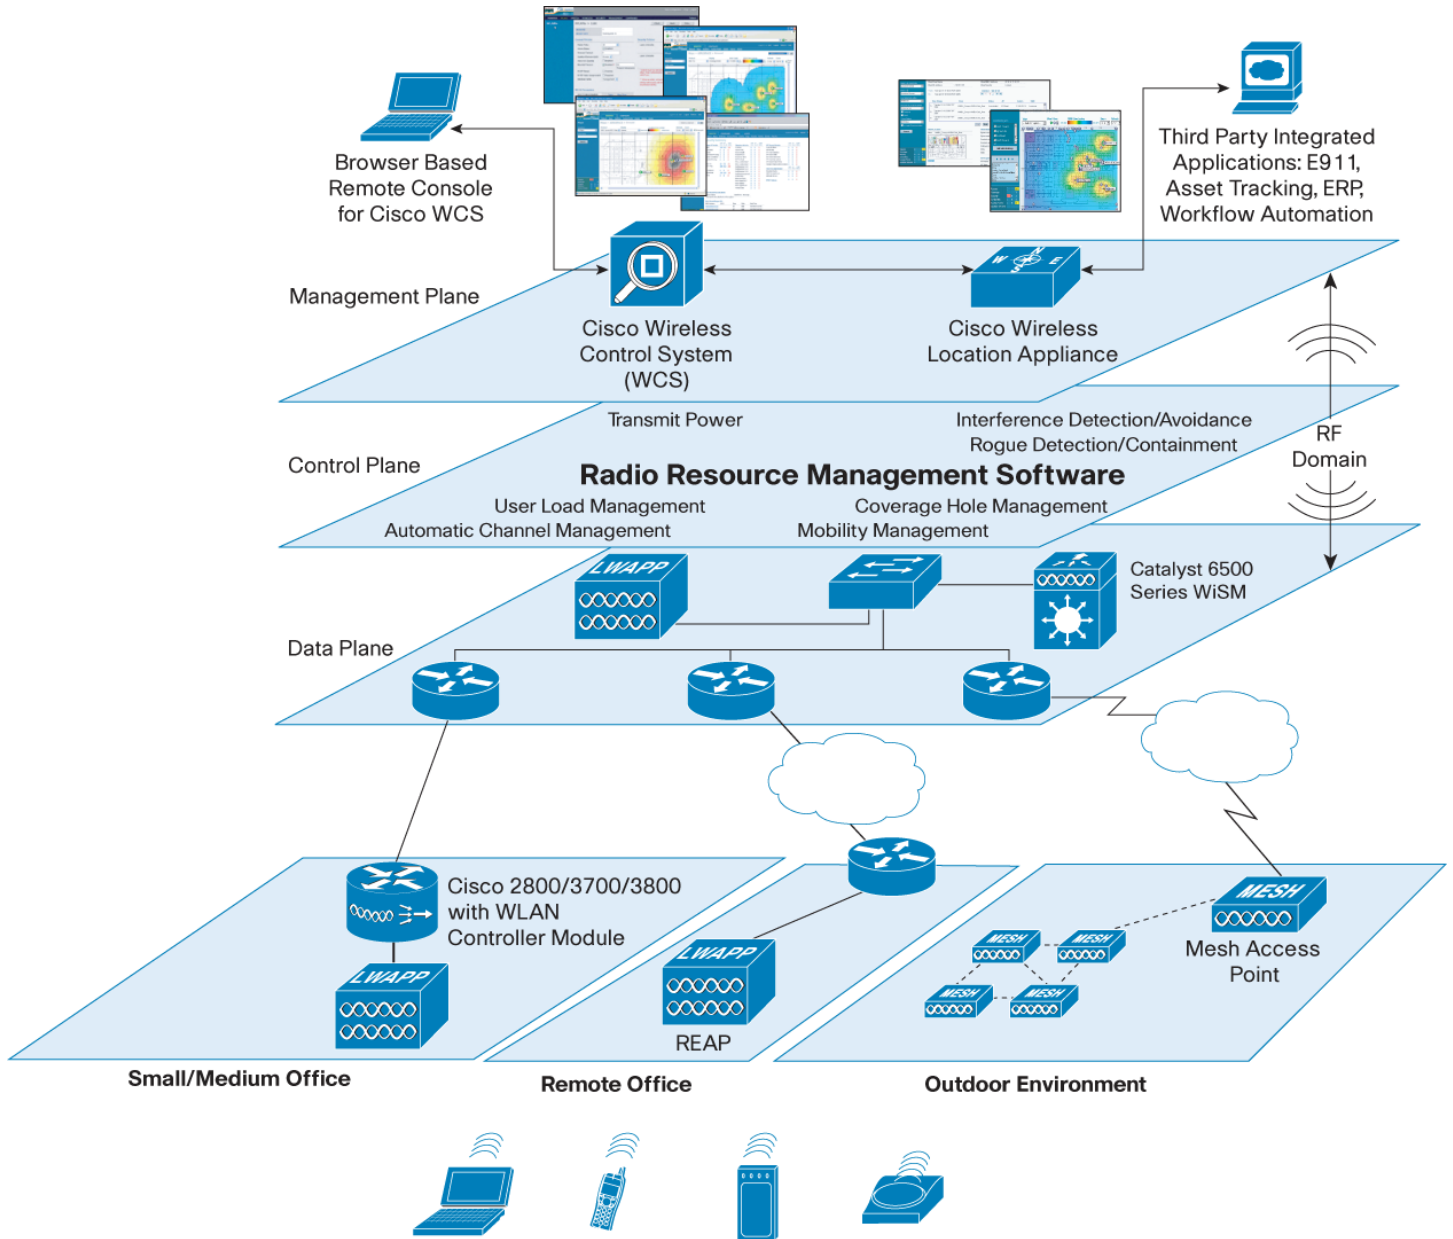 Browser Based
Remote Console
for Cisco WCS
Third Party Integrated
Applications: E911,
Asset Tracking, ERP,
Workflow Automation
Management Plane
W
N
S
E
Cisco Wireless
Control System
(WCS)
Cisco Wireless
Location Appliance
Transmit Power
Interference Detection/Avoidance
Rogue Detection/Containment
Control Plane
Radio Resource Management Software
User Load Management
Coverage Hole Management
Automatic Channel Management
Mobility Management
RF
Domain
LWAPP
Catalyst 6500
Series WiSM
Data Plane
Cisco 2800/3700/3800
with WLAN
Controller Module
LWAPP
LWAPP
REAP
MESH
MESH
MESH
MESH
MESH
Mesh Access
Point
Small/Medium Office
Remote Office
Outdoor Environment